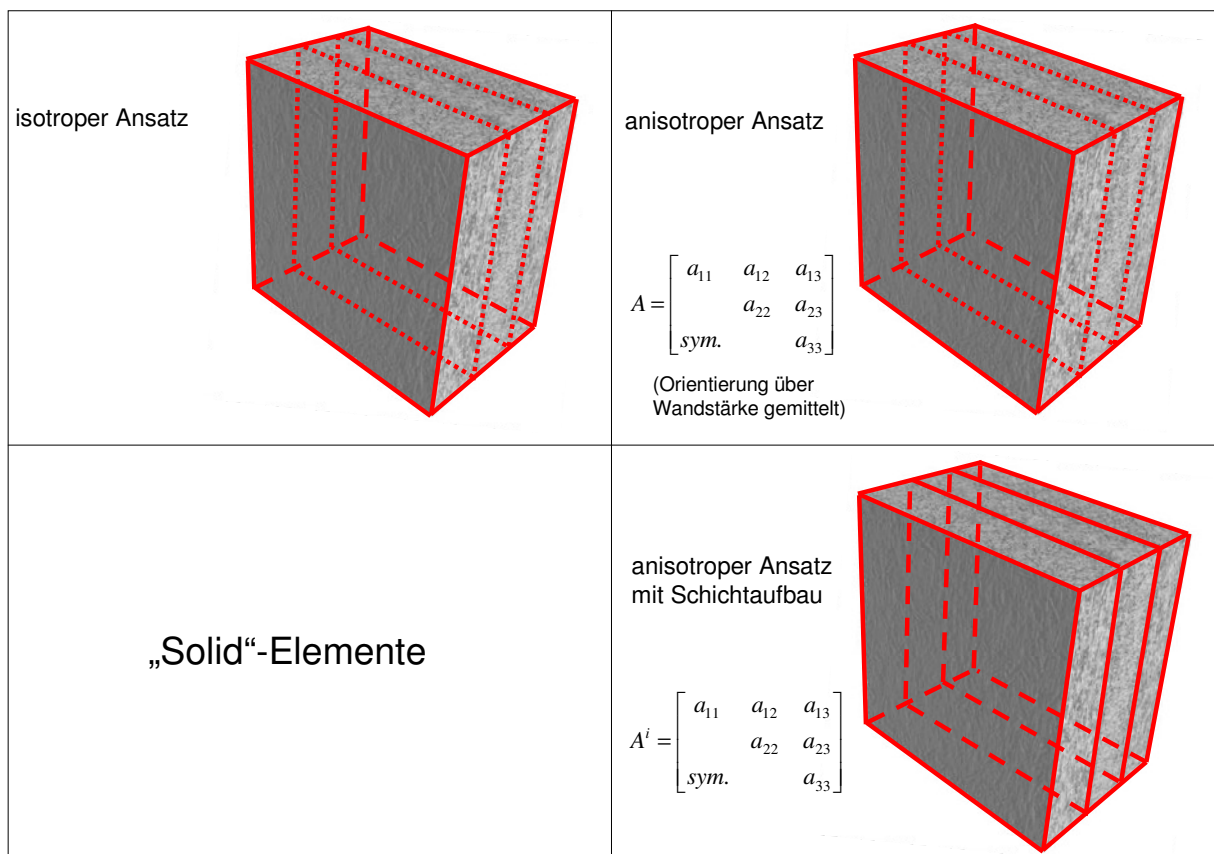 isotroper Ansatz
anisotroper Ansatz
A = [ a₁₁ a₁₂ a₁₃
a₂₂ a₂₃
sym. a₃₃ ]
(Orientierung über
Wandstärke gemittelt)
„Solid“-Elemente
anisotroper Ansatz
mit Schichtaufbau
Aⁱ = [ a₁₁ a₁₂ a₁₃
a₂₂ a₂₃
sym. a₃₃ ]